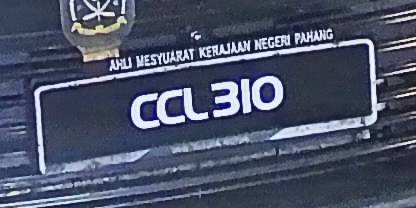 AHLI MESYUARAT KERAJAAN NEGERI PAHANG
CCL 310